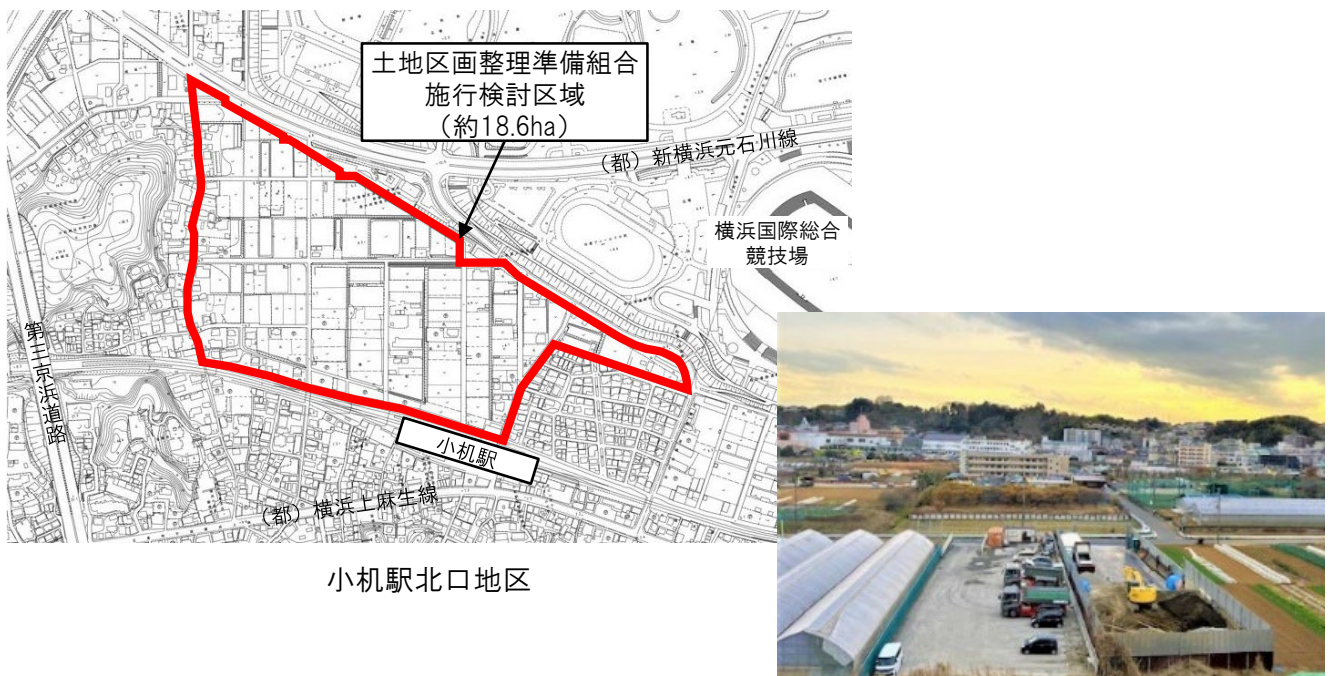 土地区画整理準備組合
施行検討区域
（約18.6ha）
（都）新横浜元石川線
横浜国際総合
競技場
第三京浜道路
小机駅
（都）横浜上麻生線
小机駅北口地区